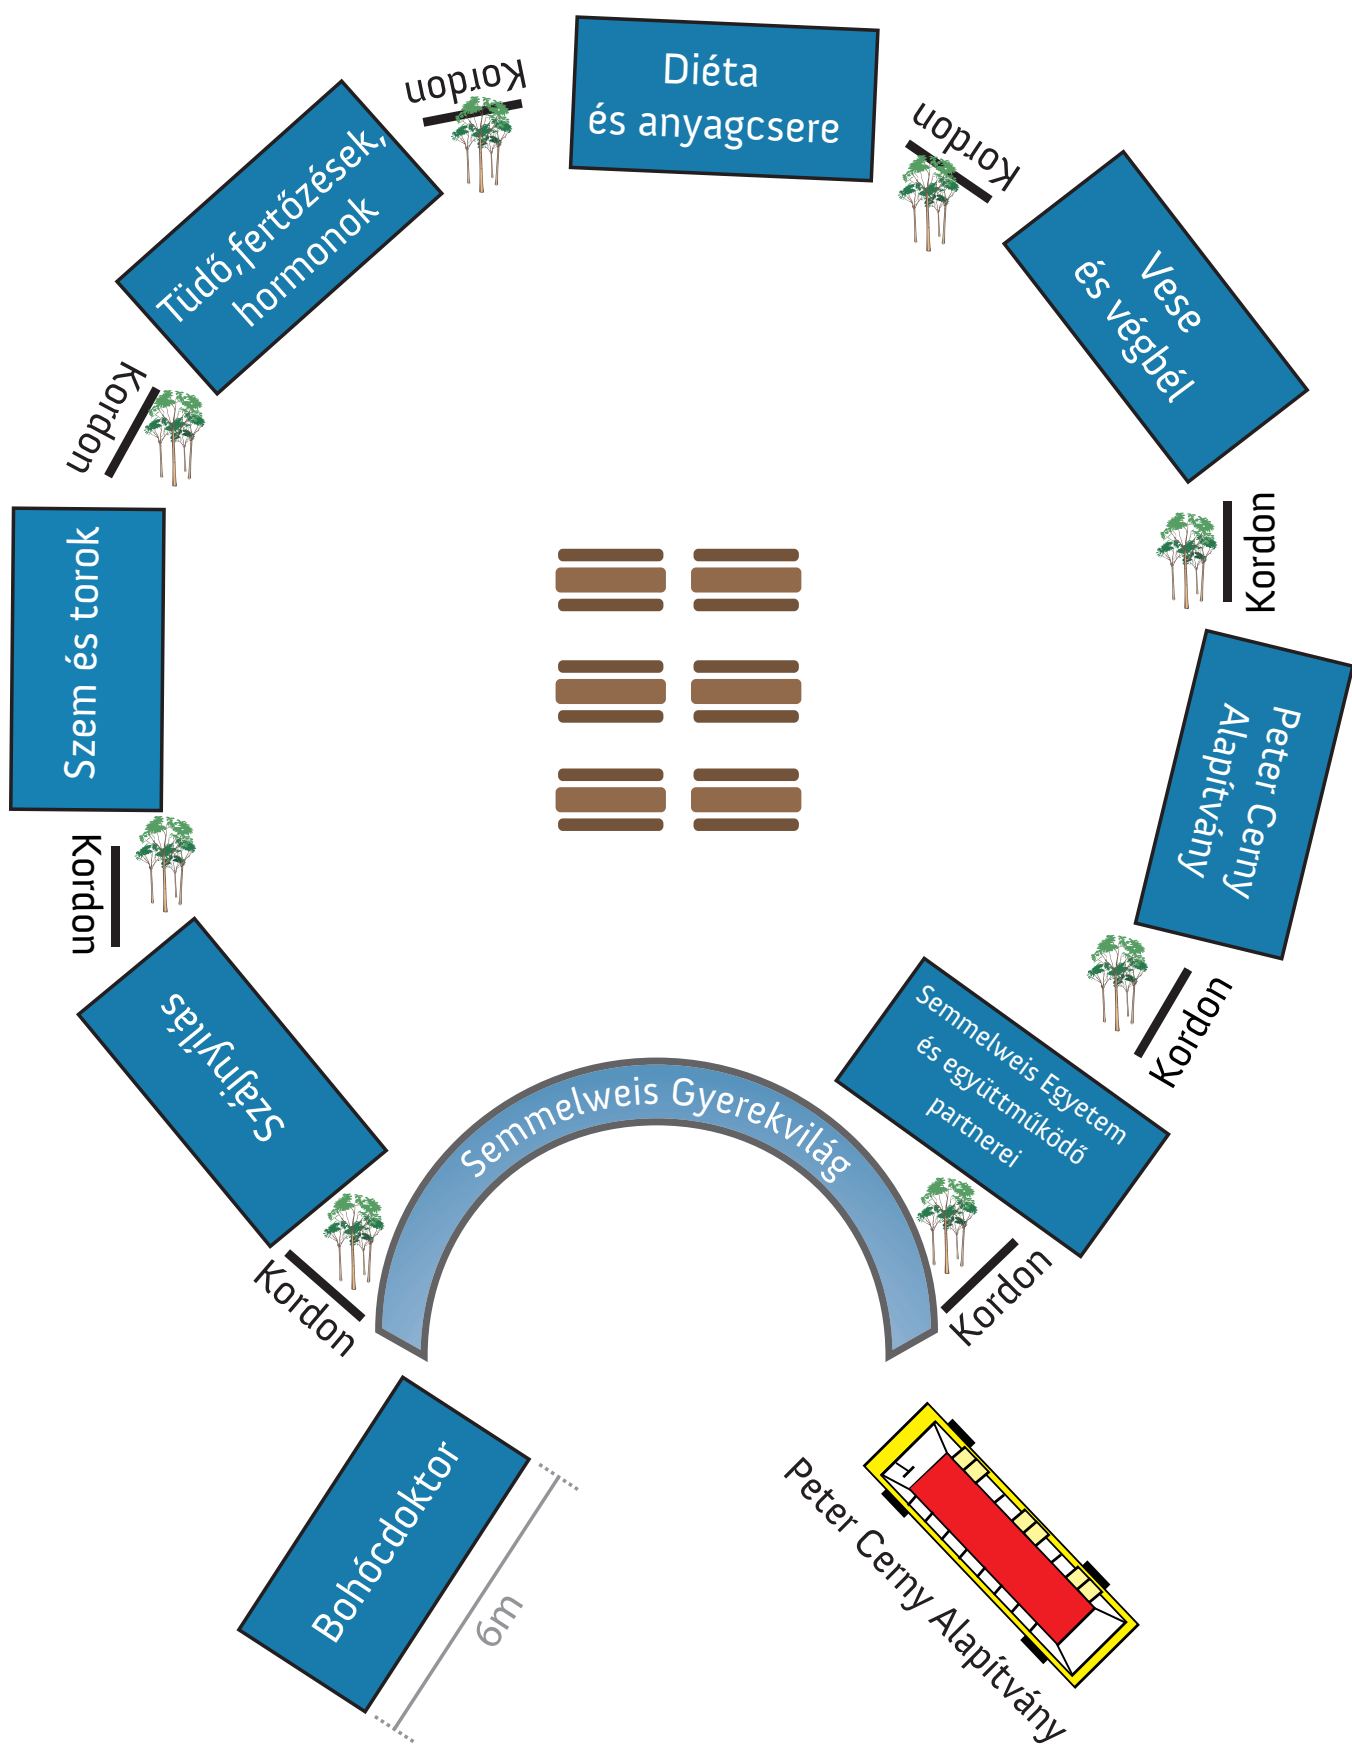 Kordon
Diéta
és anyagcsere
Kordon
Tüdő,fertőzések,
hormonok
Vese
és végbél
Kordon
Kordon
Szem és torok
Peter Cerny
Alapítvány
Kordon
Kordon
Szájnyílás
Semmelweis Egyetem
és együttműködő
partnerei
Semmelweis Gyerekvilág
Kordon
Kordon
Bohócdoktor
6m
Peter Cerny Alapítvány